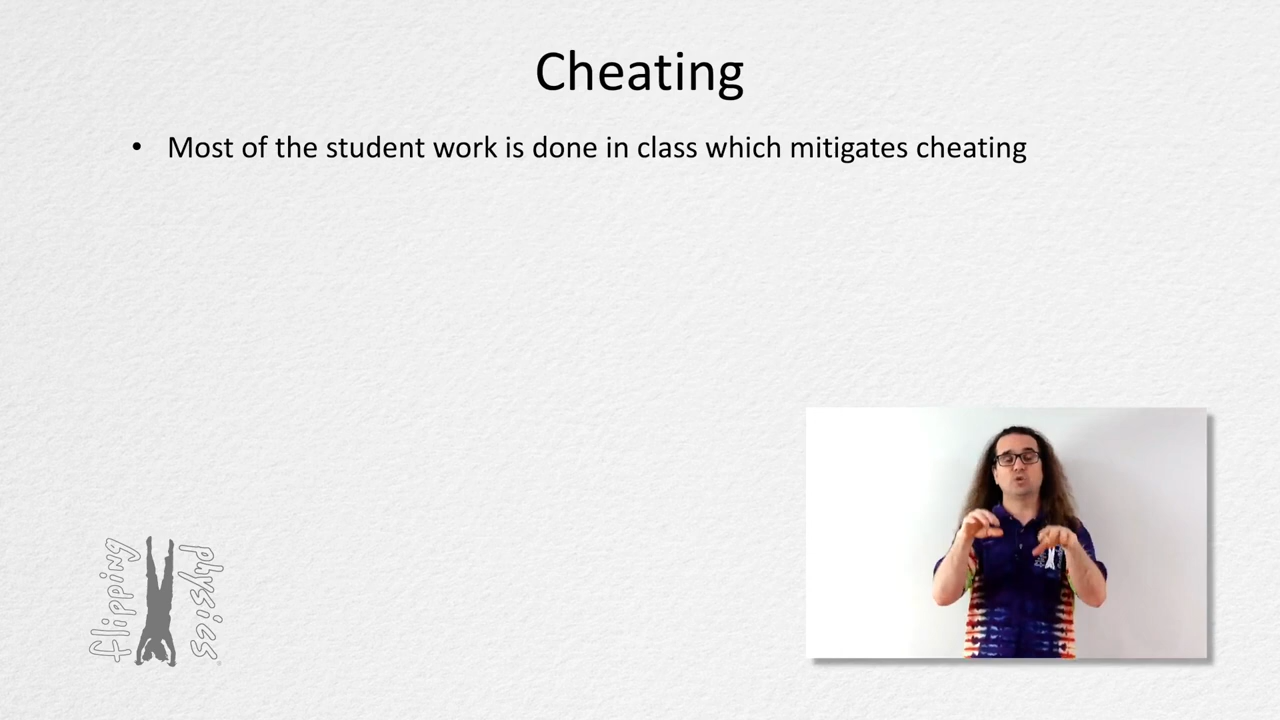 Cheating
• Most of the student work is done in class which mitigates cheating
flipping
physics